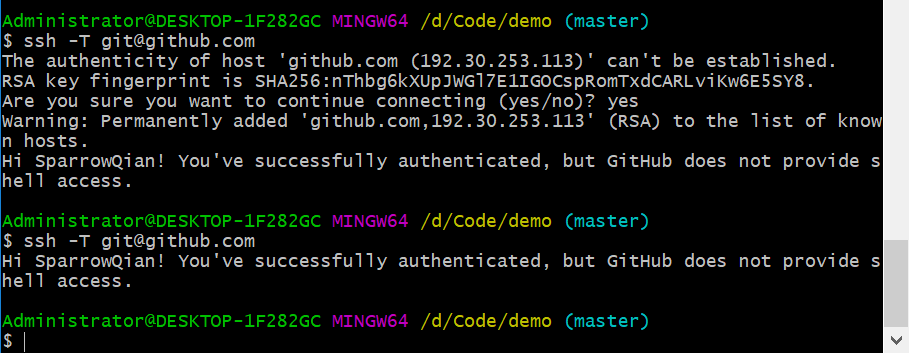 Administrator@DESKTOP-1F282GC MINGW64 /d/Code/demo (master)
$ ssh -T git@github.com
The authenticity of host 'github.com (192.30.253.113)' can't be established.
RSA key fingerprint is SHA256:nThbg6kXUpJWGl7E1IGOCspRomTxdCARLviKw6E5SY8.
Are you sure you want to continue connecting (yes/no)? yes
Warning: Permanently added 'github.com,192.30.253.113' (RSA) to the list of know
n hosts.
Hi SparrowQian! You've successfully authenticated, but GitHub does not provide s
hell access.
Administrator@DESKTOP-1F282GC MINGW64 /d/Code/demo (master)
$ ssh -T git@github.com
Hi SparrowQian! You've successfully authenticated, but GitHub does not provide s
hell access.
Administrator@DESKTOP-1F282GC MINGW64 /d/Code/demo (master)
$